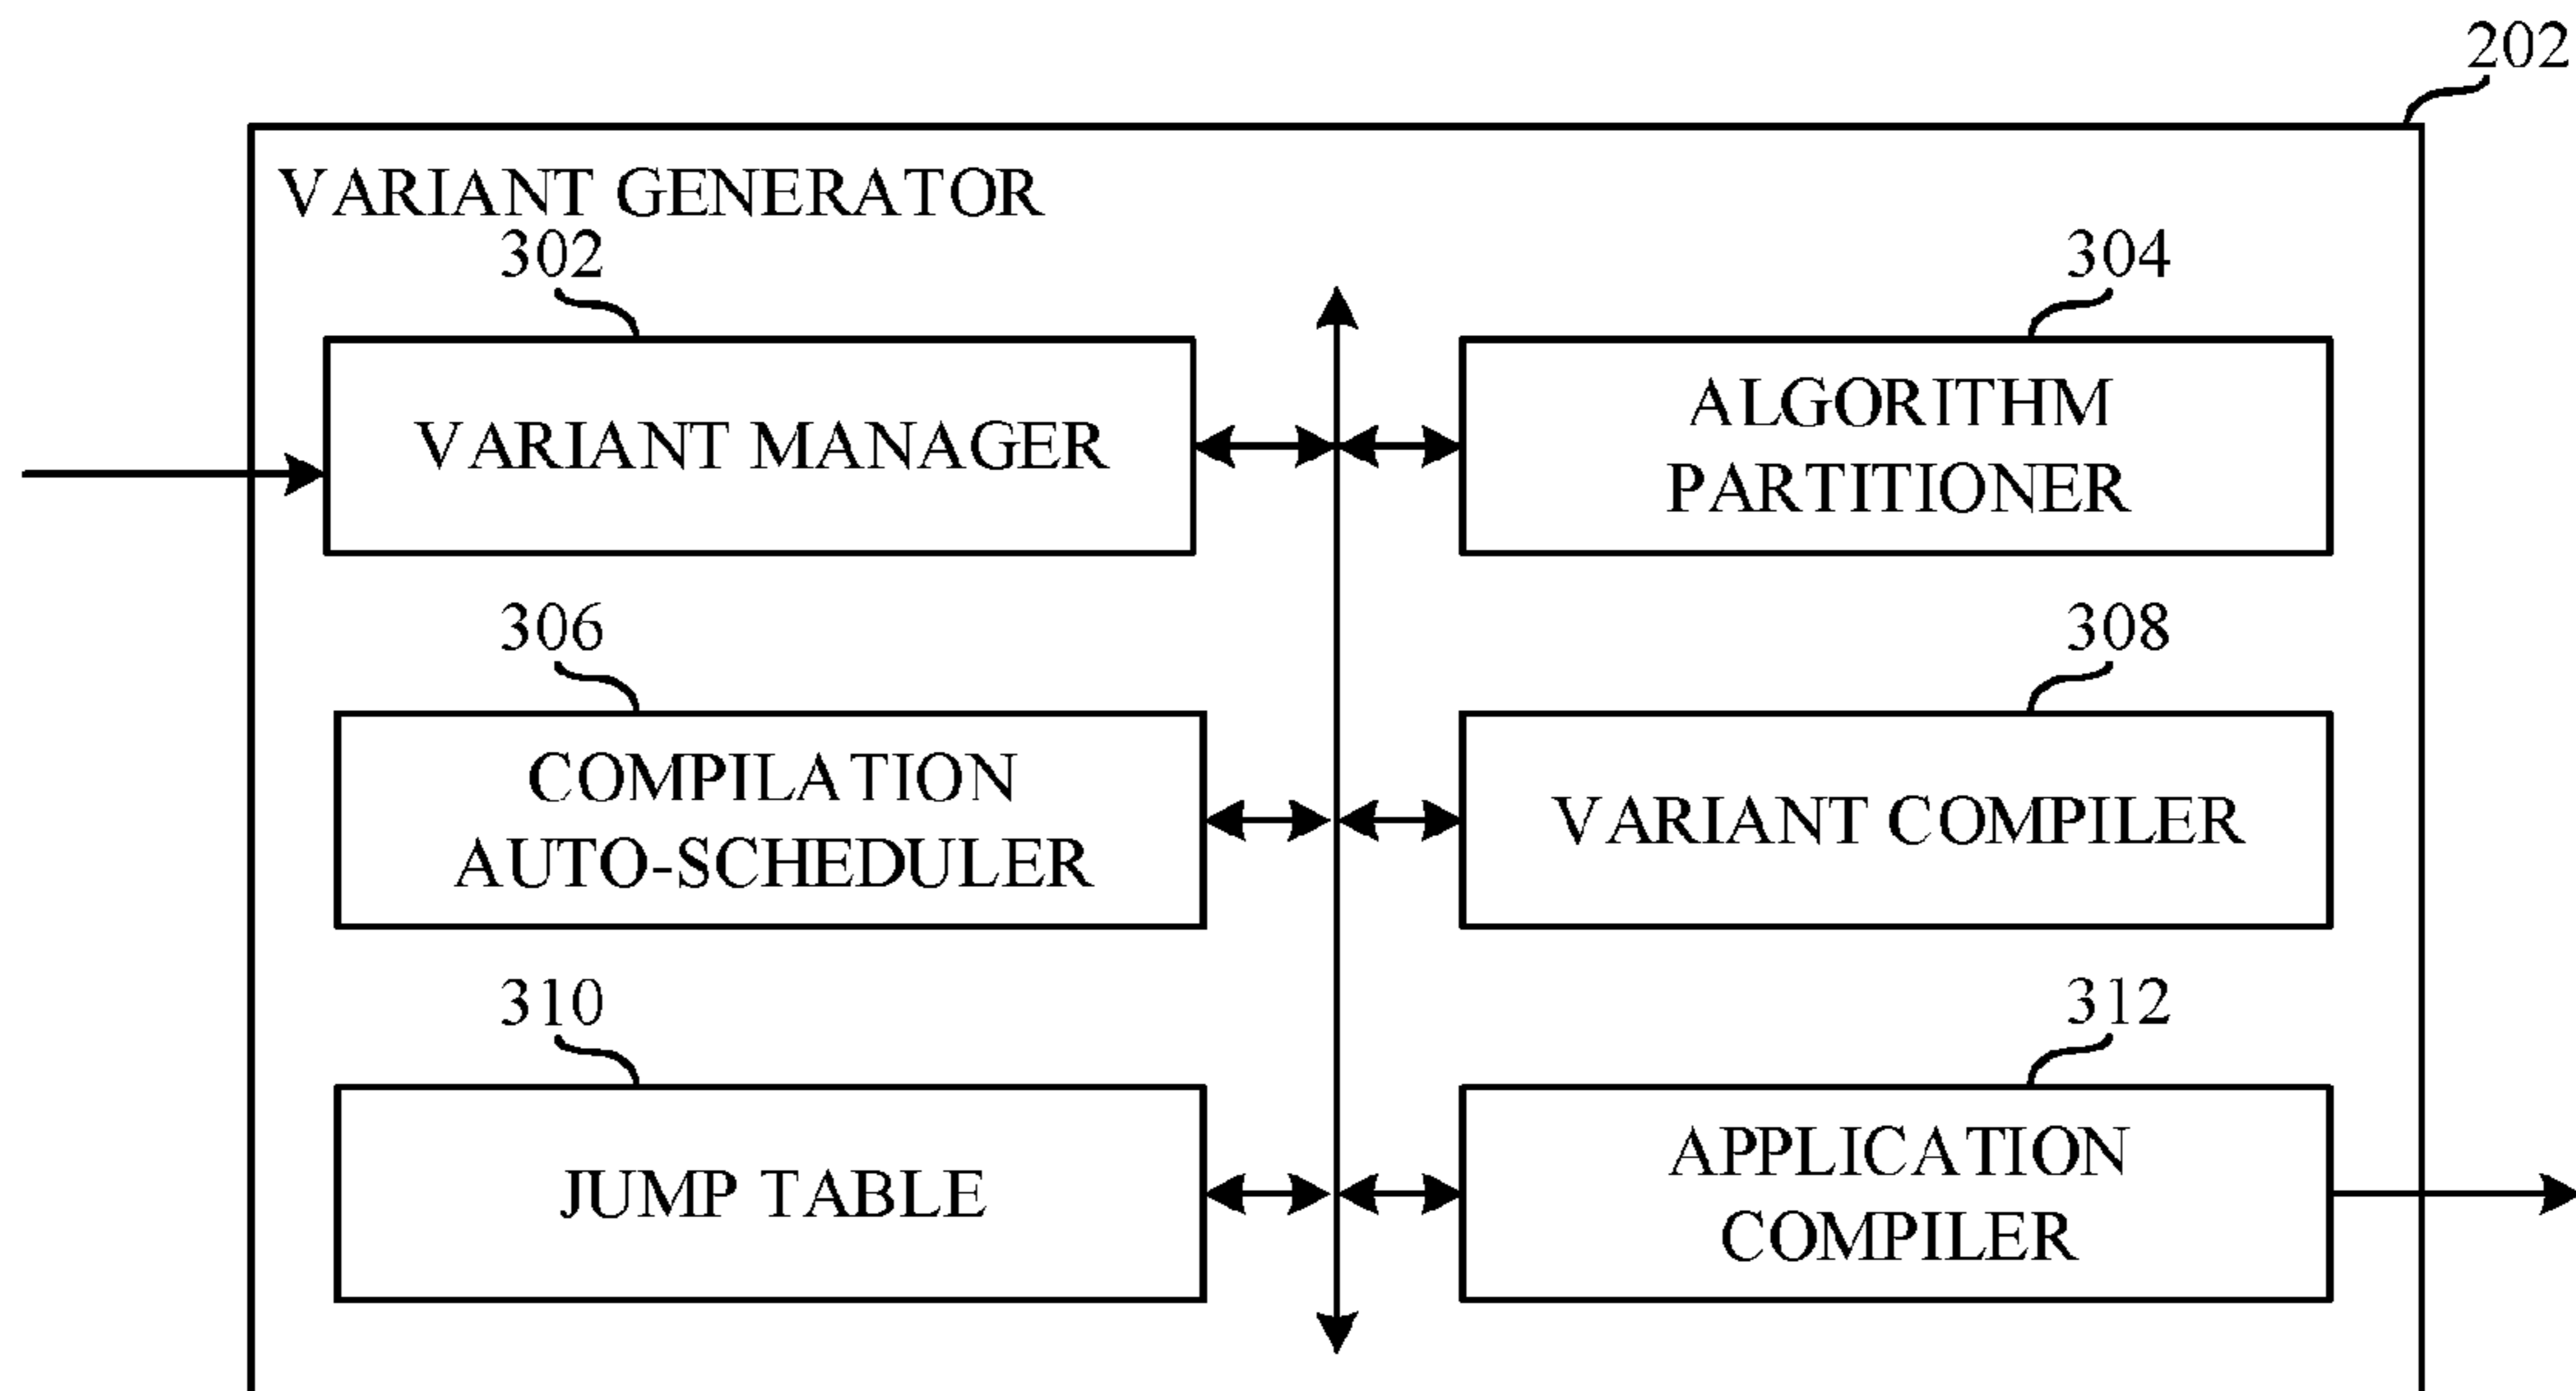 202
VARIANT GENERATOR
302
304
VARIANT MANAGER
ALGORITHM
PARTITIONER
306
308
COMPILATION
AUTO-SCHEDULER
VARIANT COMPILER
310
312
JUMP TABLE
APPLICATION
COMPILER